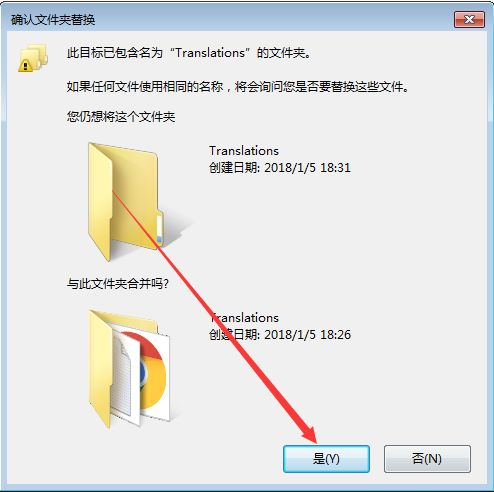 确认文件夹替换
此目标已包含名为“Translations”的文件夹。
如果任何文件使用相同的名称，将会询问您是否要替换这些文件。
您仍想将这个文件夹
Translations
创建日期: 2018/1/5 18:31
与此文件夹合并吗?
Translations
创建日期: 2018/1/5 18:26
是(Y)
否(N)